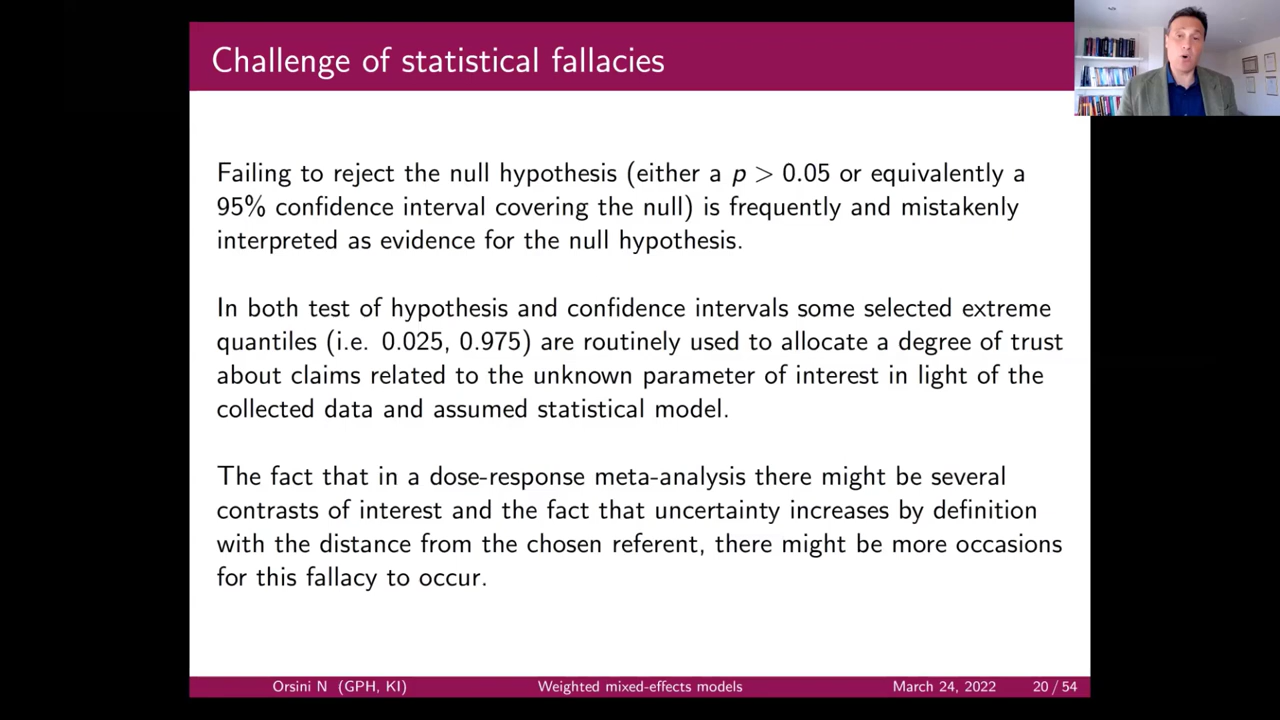 Challenge of statistical fallacies
Failing to reject the null hypothesis (either a p > 0.05 or equivalently a
95% confidence interval covering the null) is frequently and mistakenly
interpreted as evidence for the null hypothesis.
In both test of hypothesis and confidence intervals some selected extreme
quantiles (i.e. 0.025, 0.975) are routinely used to allocate a degree of trust
about claims related to the unknown parameter of interest in light of the
collected data and assumed statistical model.
The fact that in a dose-response meta-analysis there might be several
contrasts of interest and the fact that uncertainty increases by definition
with the distance from the chosen referent, there might be more occasions
for this fallacy to occur.
Orsini N (GPH, KI) Weighted mixed-effects models March 24, 2022 20 / 54